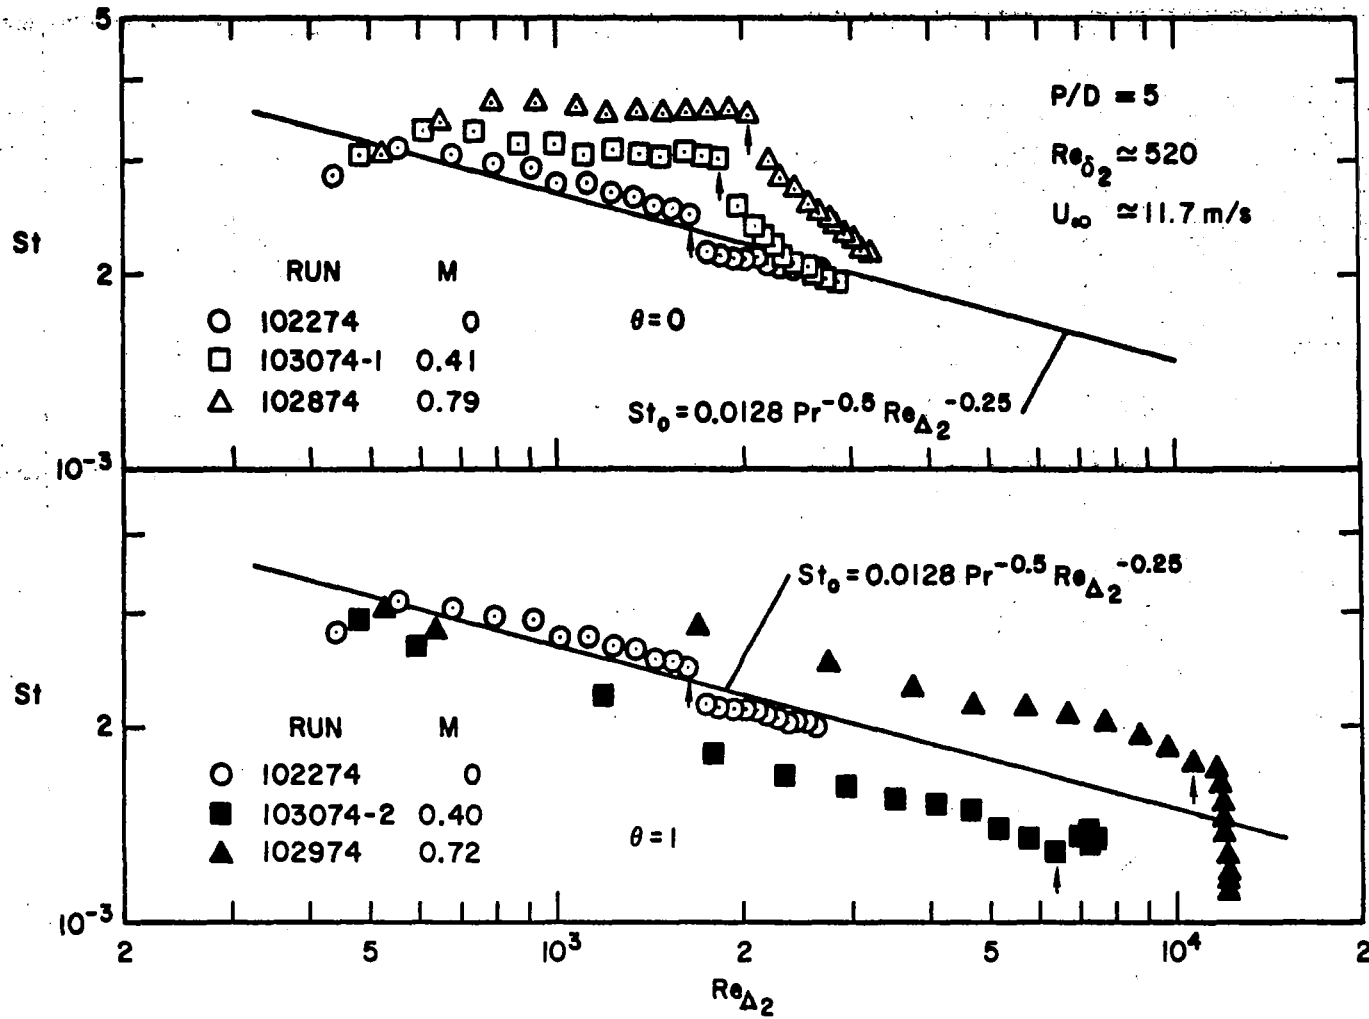 5
P/D = 5
Reδ2 ≃ 520
U∞ ≃ 11.7 m/s
St
2
RUN M
102274 0
103074-1 0.41
102874 0.79
θ=0
St₀ = 0.0128 Pr^-0.5 Re_Δ2^-0.25
10^-3
St₀ = 0.0128 Pr^-0.5 Re_Δ2^-0.25
St
2
RUN M
102274 0
103074-2 0.40
102974 0.72
θ=1
10^-3
2 5 10^3 2 5 10^4 2
Re_Δ2